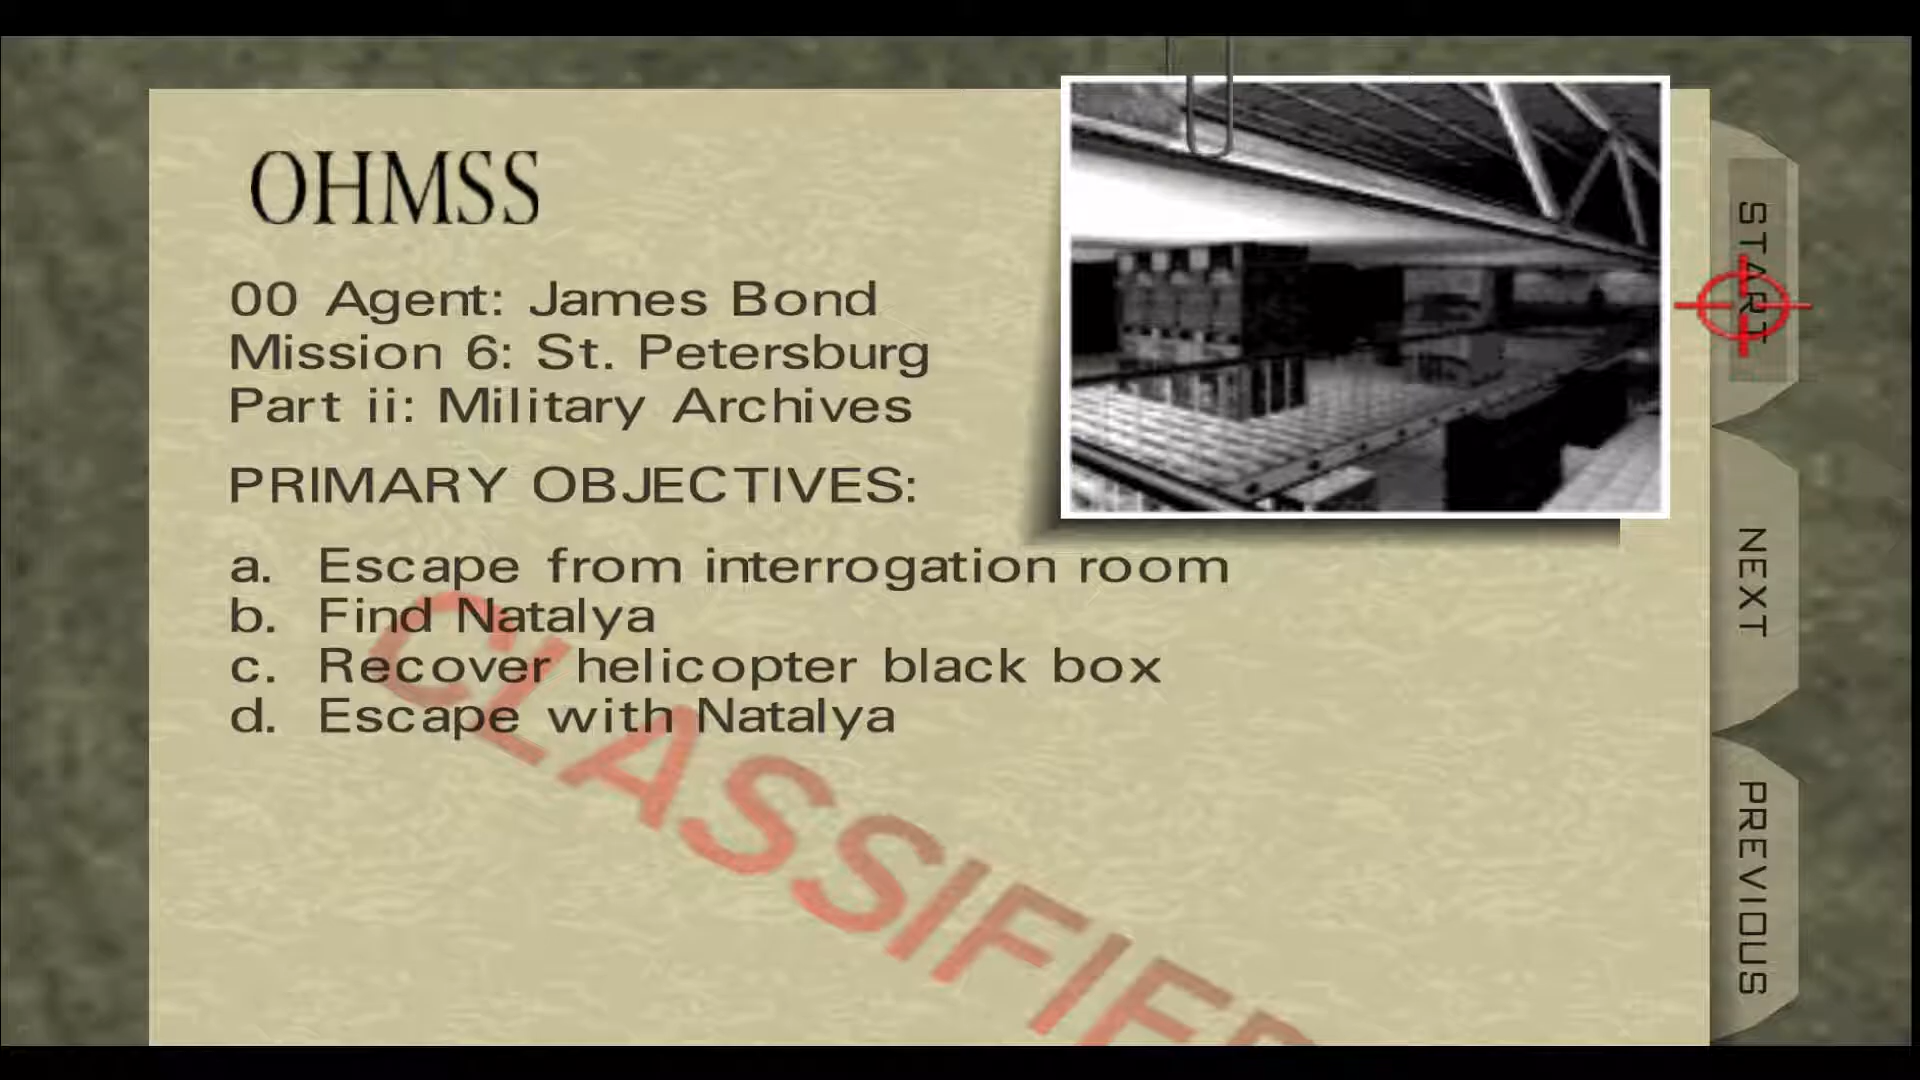 OHMSS
00 Agent: James Bond
Mission 6: St. Petersburg
Part ii: Military Archives
PRIMARY OBJECTIVES:
a. Escape from interrogation room
b. Find Natalya
c. Recover helicopter black box
d. Escape with Natalya
CLASSIFIE
START
NEXT
PREVIOUS